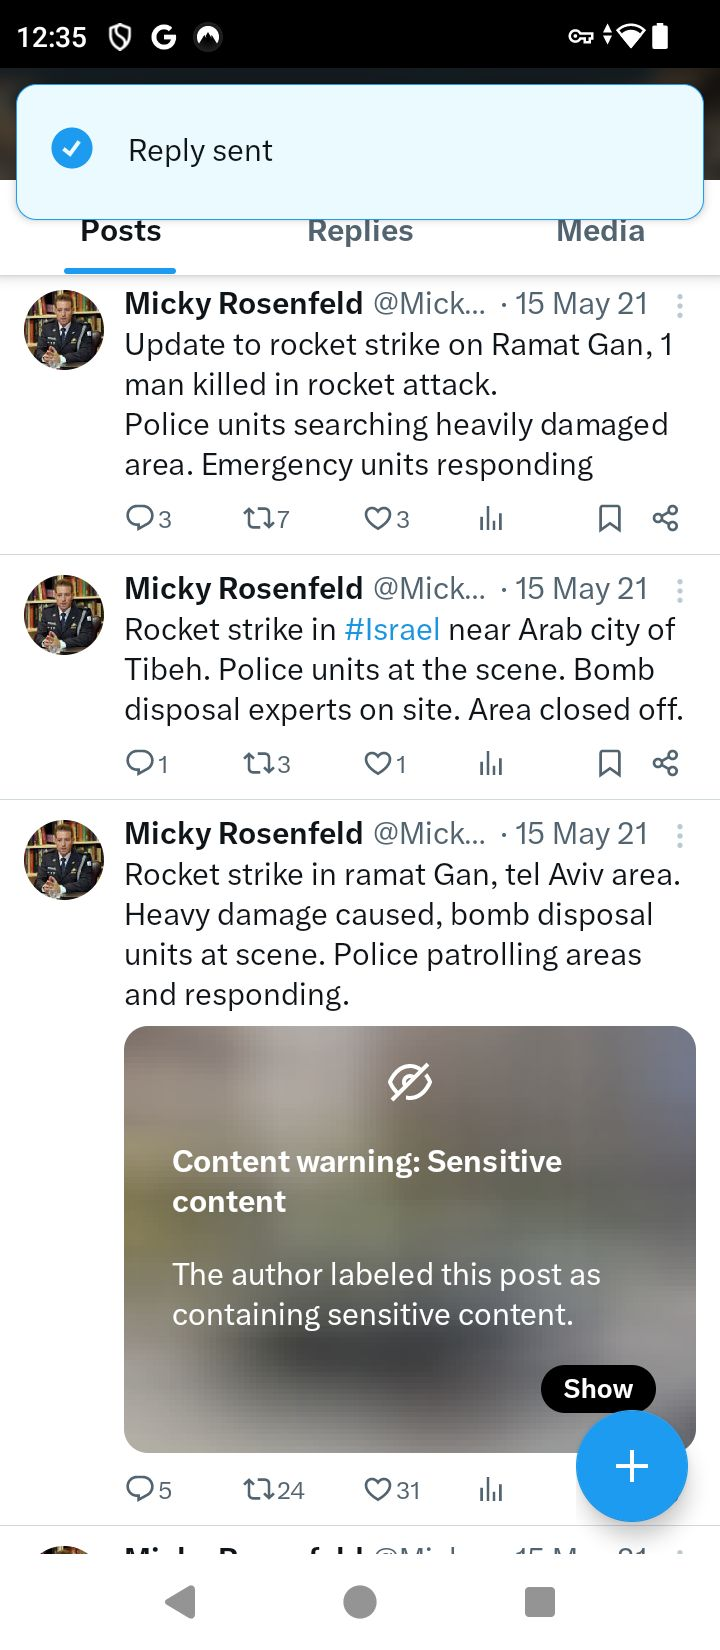 12:35
Reply sent
Posts Replies Media
Micky Rosenfeld @Mick... · 15 May 21
Update to rocket strike on Ramat Gan, 1
man killed in rocket attack.
Police units searching heavily damaged
area. Emergency units responding
3 7 3
Micky Rosenfeld @Mick... · 15 May 21
Rocket strike in #Israel near Arab city of
Tibeh. Police units at the scene. Bomb
disposal experts on site. Area closed off.
1 3 1
Micky Rosenfeld @Mick... · 15 May 21
Rocket strike in ramat Gan, tel Aviv area.
Heavy damage caused, bomb disposal
units at scene. Police patrolling areas
and responding.
Content warning: Sensitive
content
The author labeled this post as
containing sensitive content.
Show
5 24 31